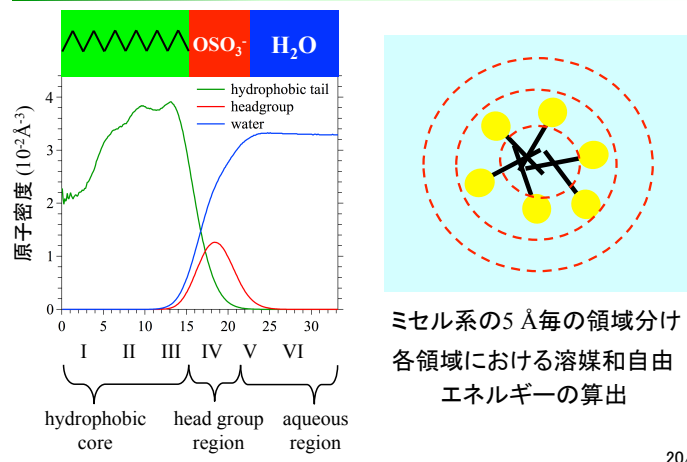 OSO₃⁻ H₂O
hydrophobic tail
headgroup
water
原子密度 (10⁻² Å⁻³)
4
3
2
1
0
0 5 10 15 20 25 30
I II III IV V VI
hydrophobic core
head group region
aqueous region
ミセル系の5 Å毎の領域分け
各領域における溶媒和自由
エネルギーの算出